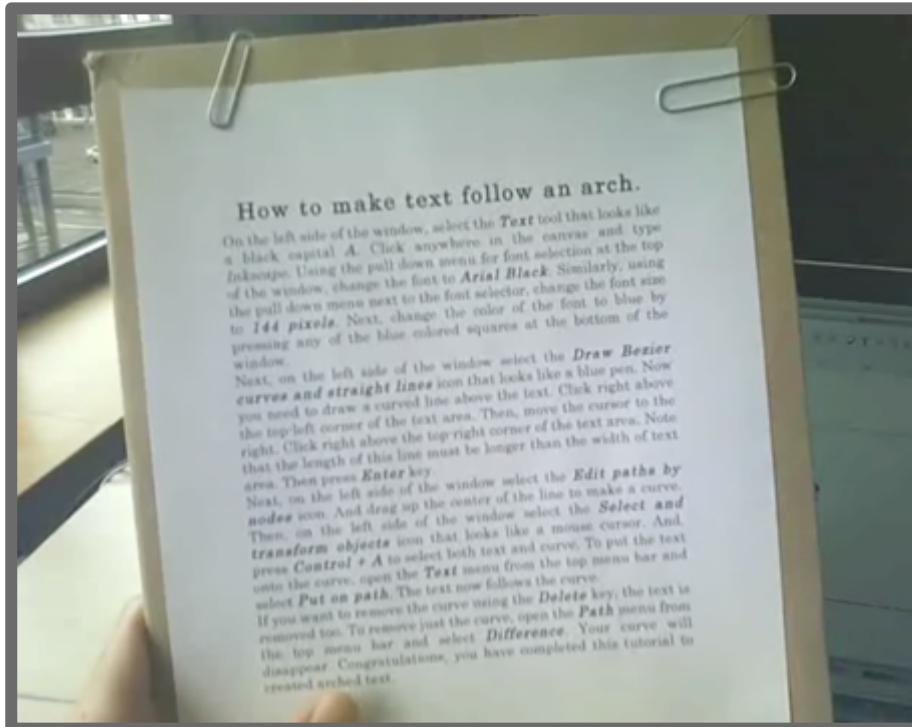 How to make text follow an arch.
On the left side of the window, select the Text tool that looks like
a black capital A. Click anywhere in the canvas and type
Inkscape. Using the pull down menu for font selection at the top
of the window, change the font to Arial Black. Similarly, using
the pull down menu next to the font selector, change the font size
to 144 pixels. Next, change the color of the font to blue by
pressing any of the blue colored squares at the bottom of the
window.
Next, on the left side of the window select the Draw Bezier
curves and straight lines icon that looks like a blue pen. Now
you need to draw a curved line above the text. Click right above
the top-left corner of the text area. Then, move the cursor to the
right. Click right above the top-right corner of the text area. Note
that the length of this line must be longer than the width of text
area. Then press Enter key.
Next, on the left side of the window select the Edit paths by
nodes icon. And drag up the center of the line to make a curve.
Then, on the left side of the window select the Select and
transform objects icon that looks like a mouse cursor. And,
press Control + A to select both text and curve. To put the text
onto the curve, open the Text menu from the top menu bar and
select Put on path. The text now follows the curve.
If you want to remove the curve using the Delete key, the text is
removed too. To remove just the curve, open the Path menu from
the top menu bar and select Difference. Your curve will
disappear. Congratulations, you have completed this tutorial to
created arched text.